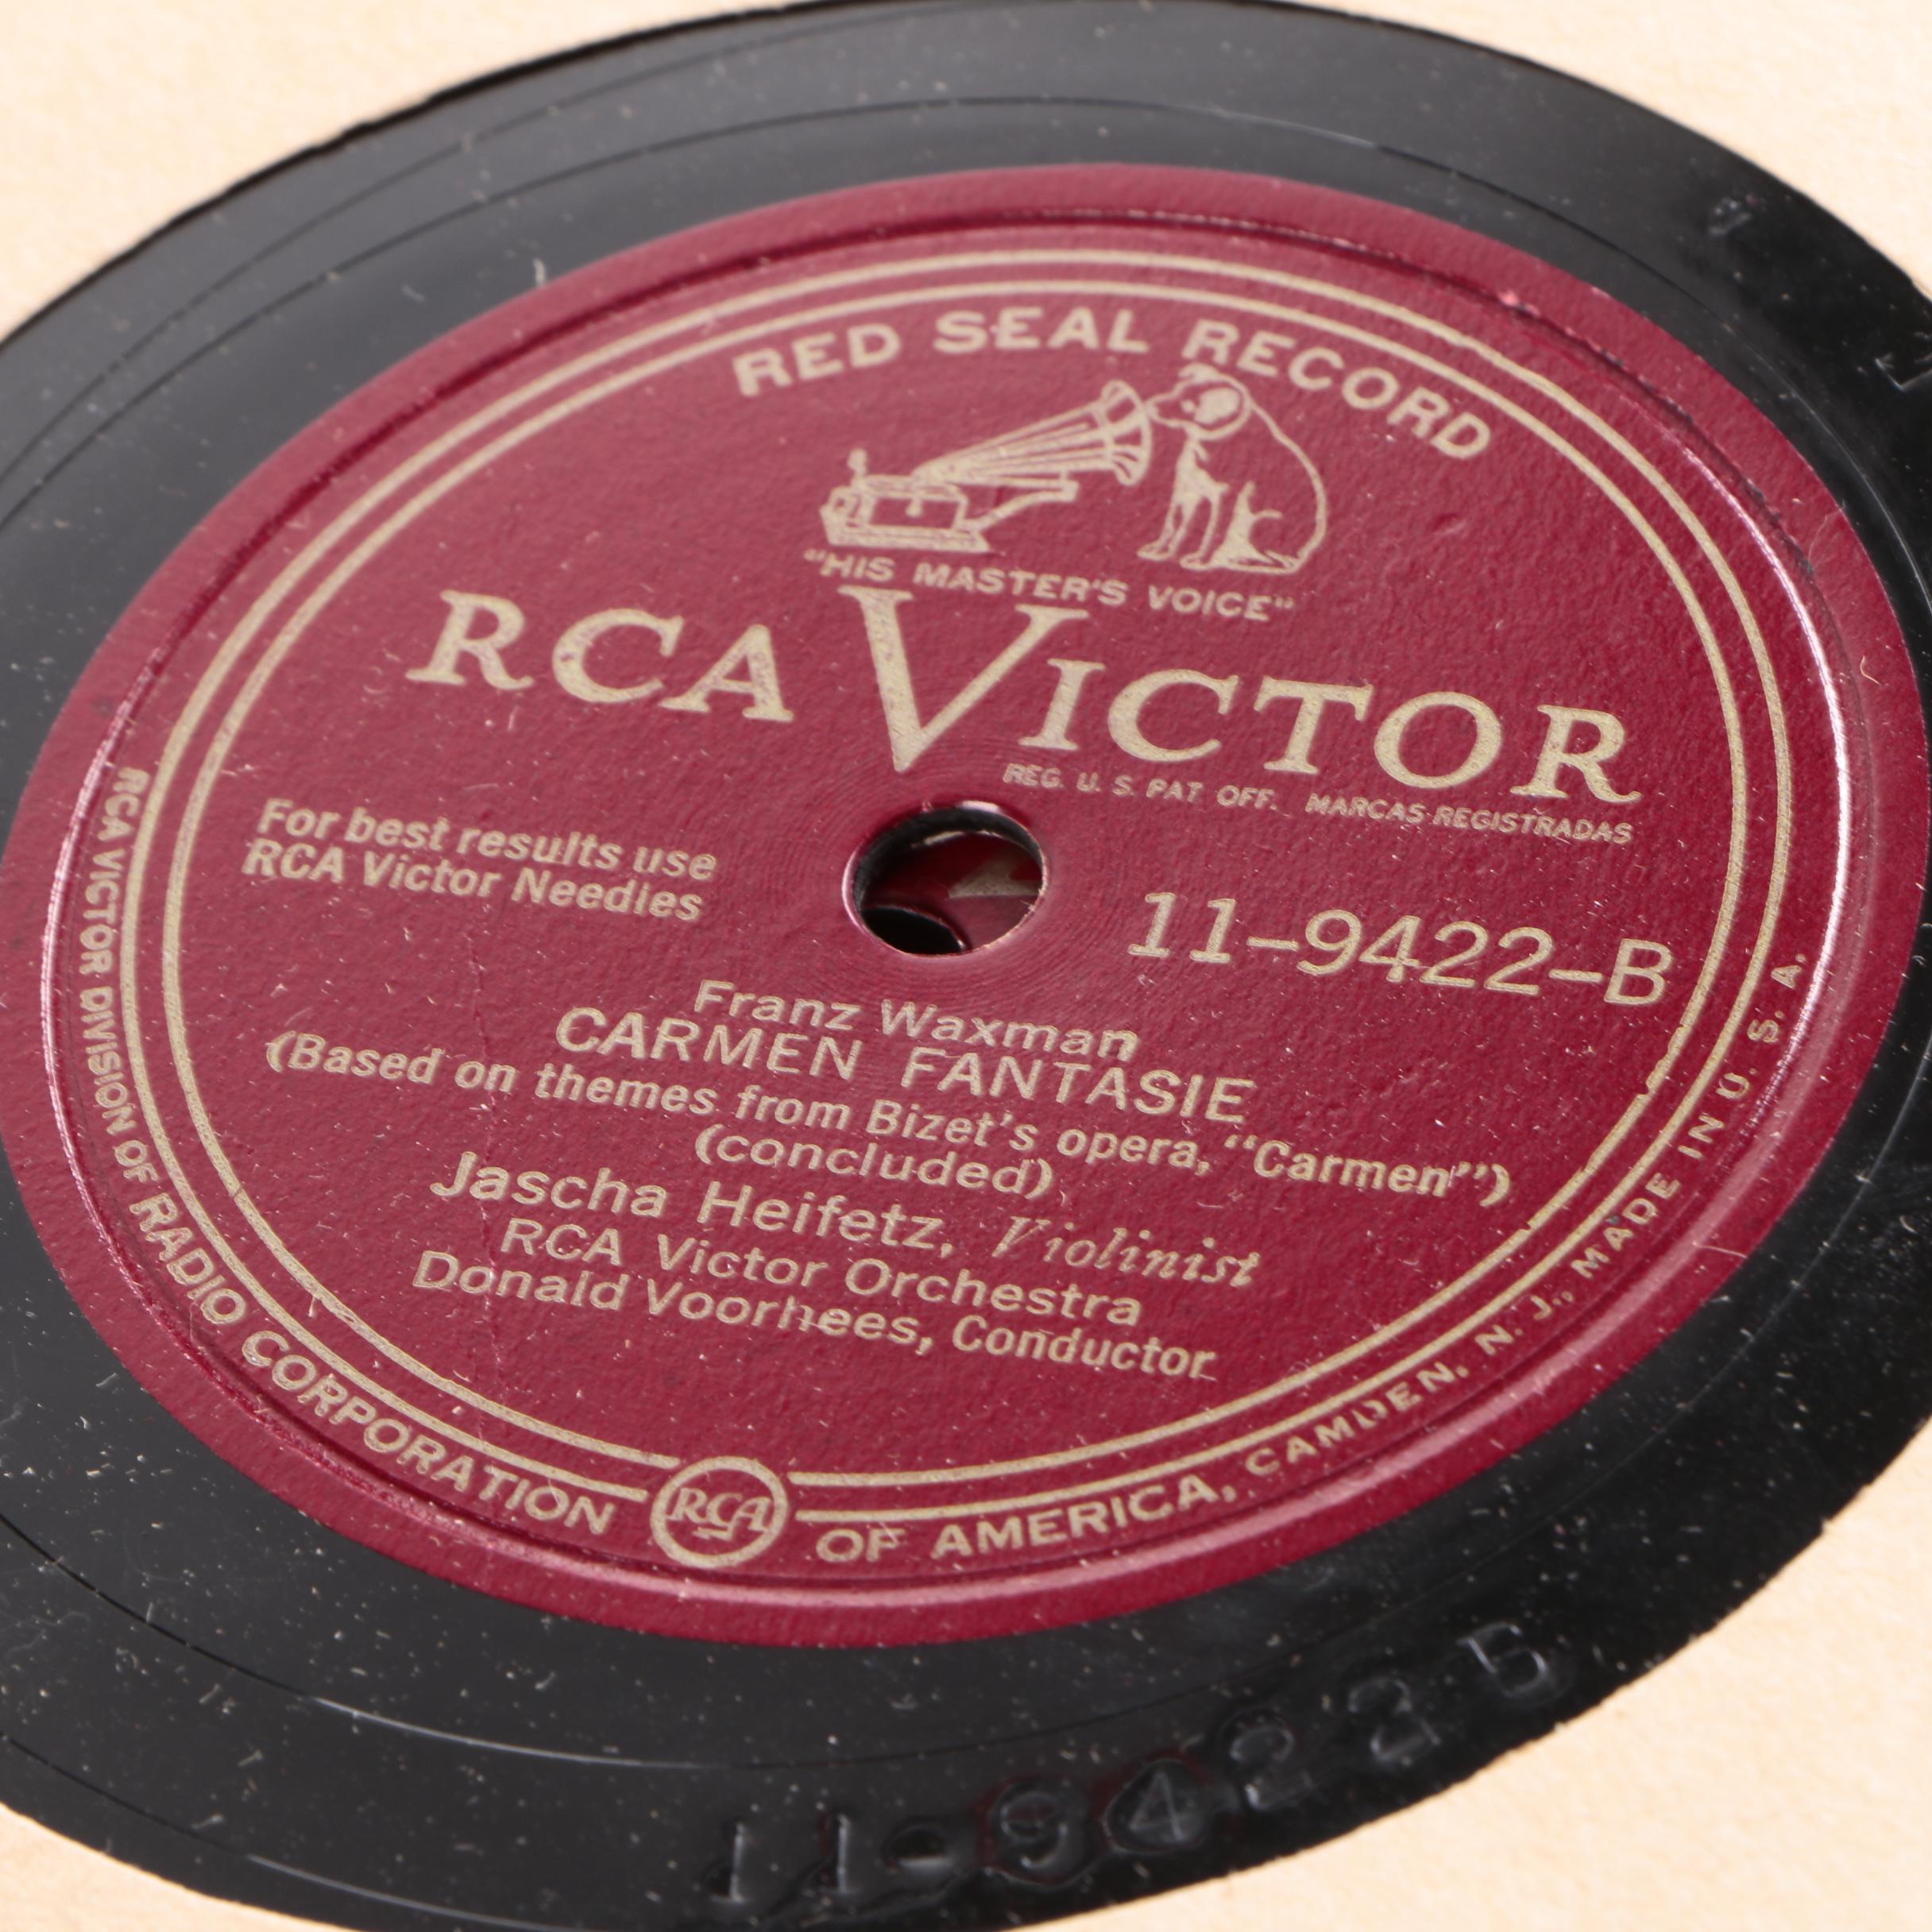 RED SEAL RECORD
"HIS MASTER'S VOICE"
RCA VICTOR
REG. U. S. PAT. OFF. MARCAS REGISTRADAS
For best results use
RCA Victor Needles
11-9422-B
Franz Waxman
CARMEN FANTASIE
(Based on themes from Bizet's opera, "Carmen")
(concluded)
Jascha Heifetz, Violinist
RCA Victor Orchestra
Donald Voorhees, Conductor
RCA VICTOR DIVISION OF RADIO CORPORATION OF AMERICA, CAMDEN, N. J., MADE IN U. S. A.
RCA